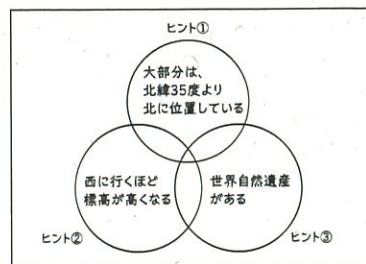 ヒント①
大部分は、
北緯35度より
北に位置している
西に行くほど
標高が高くなる
世界自然遺産
がある
ヒント②
ヒント③